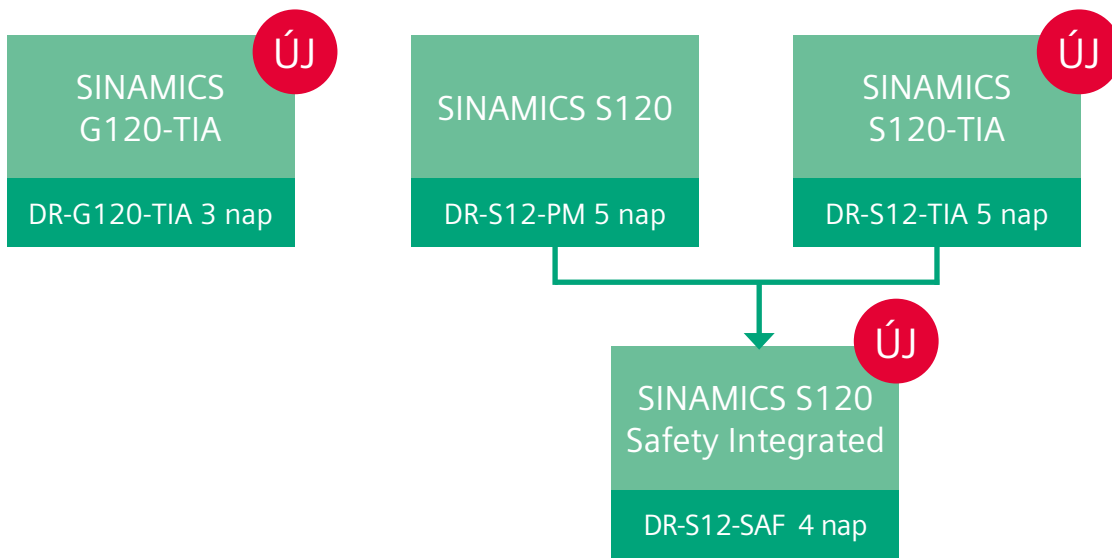 ÚJ
SINAMICS
G120-TIA
DR-G120-TIA 3 nap
SINAMICS S120
DR-S12-PM 5 nap
ÚJ
SINAMICS
S120-TIA
DR-S12-TIA 5 nap
ÚJ
SINAMICS S120
Safety Integrated
DR-S12-SAF 4 nap